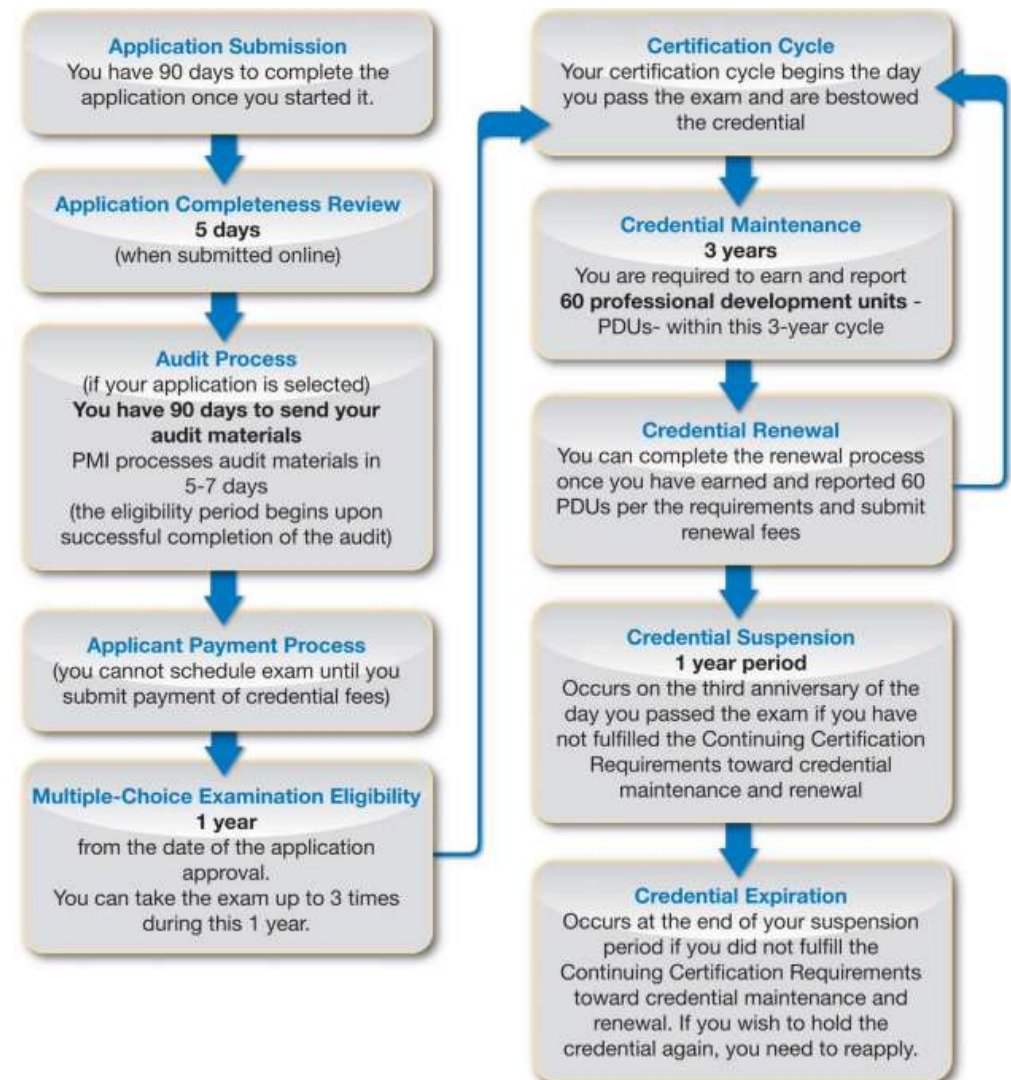 Application Submission
You have 90 days to complete the
application once you started it.
Application Completeness Review
5 days
(when submitted online)
Audit Process
(if your application is selected)
You have 90 days to send your
audit materials
PMI processes audit materials in
5-7 days
(the eligibility period begins upon
successful completion of the audit)
Applicant Payment Process
(you cannot schedule exam until you
submit payment of credential fees)
Multiple-Choice Examination Eligibility
1 year
from the date of the application
approval.
You can take the exam up to 3 times
during this 1 year.
Certification Cycle
Your certification cycle begins the day
you pass the exam and are bestowed
the credential
Credential Maintenance
3 years
You are required to earn and report
60 professional development units -
PDUs- within this 3-year cycle
Credential Renewal
You can complete the renewal process
once you have earned and reported 60
PDUs per the requirements and submit
renewal fees
Credential Suspension
1 year period
Occurs on the third anniversary of the
day you passed the exam if you have
not fulfilled the Continuing Certification
Requirements toward credential
maintenance and renewal
Credential Expiration
Occurs at the end of your suspension
period if you did not fulfill the
Continuing Certification Requirements
toward credential maintenance and
renewal. If you wish to hold the
credential again, you need to reapply.